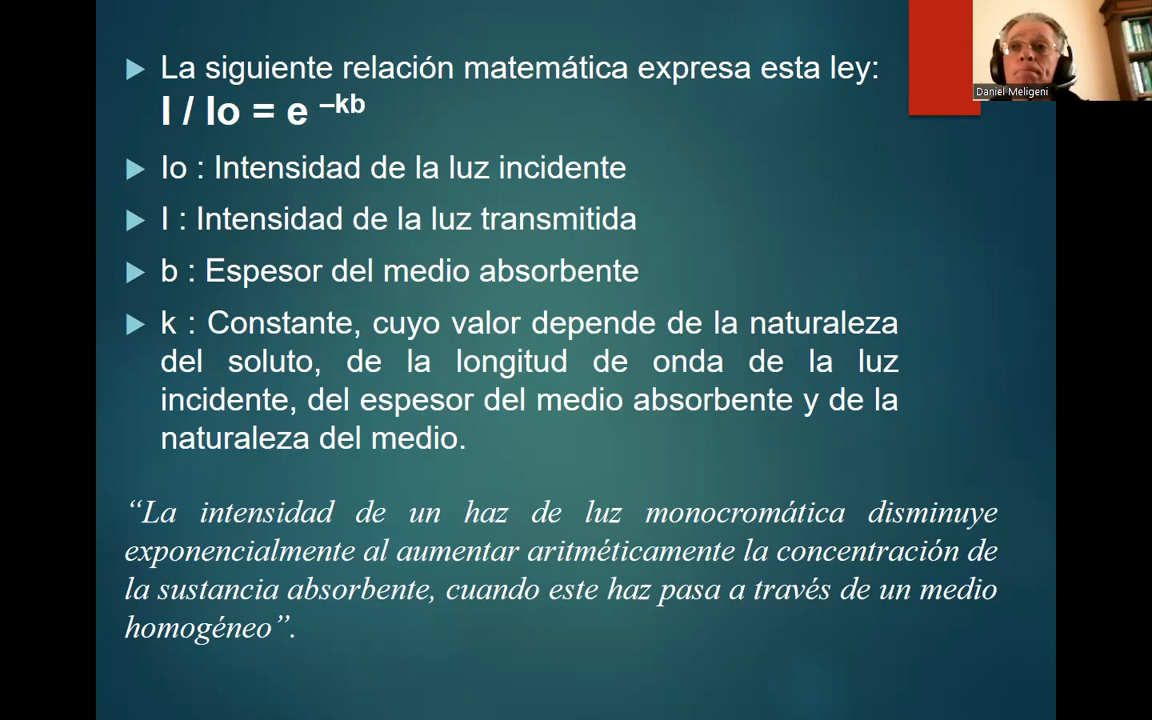 La siguiente relación matemática expresa esta ley:
I / Io = e –kb
Io : Intensidad de la luz incidente
I : Intensidad de la luz transmitida
b : Espesor del medio absorbente
k : Constante, cuyo valor depende de la naturaleza
del soluto, de la longitud de onda de la luz
incidente, del espesor del medio absorbente y de la
naturaleza del medio.
“La intensidad de un haz de luz monocromática disminuye
exponencialmente al aumentar aritméticamente la concentración de
la sustancia absorbente, cuando este haz pasa a través de un medio
homogéneo”.
Daniel Meligeni